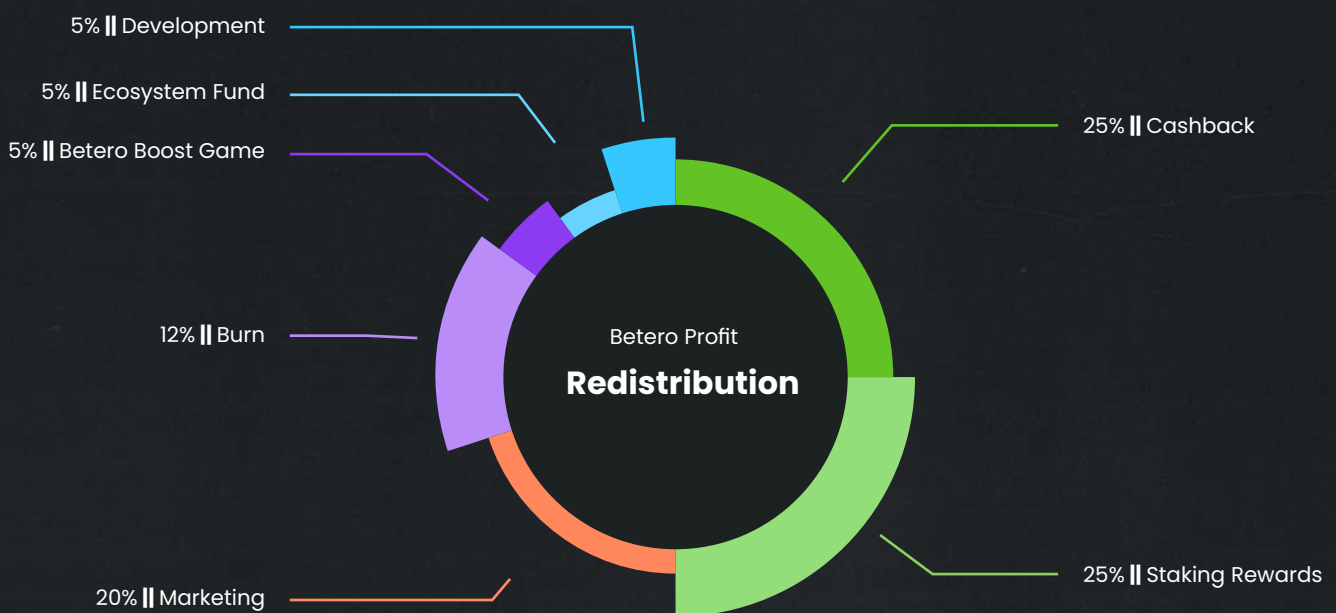 5% || Development
5% || Ecosystem Fund
5% || Betero Boost Game
12% || Burn
20% || Marketing
Betero Profit
Redistribution
25% || Cashback
25% || Staking Rewards